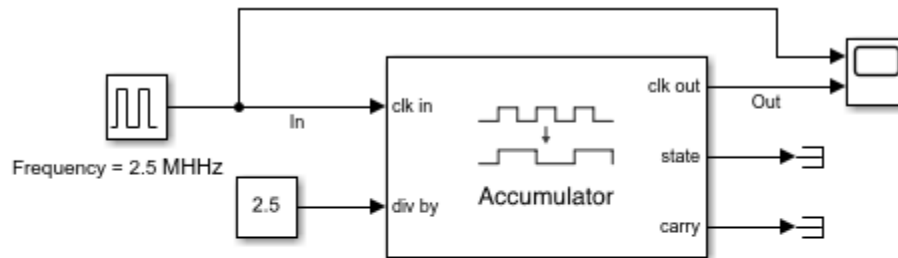 clk in
clk out
In
Out
Frequency = 2.5 MHHz
state
2.5
div by
Accumulator
carry